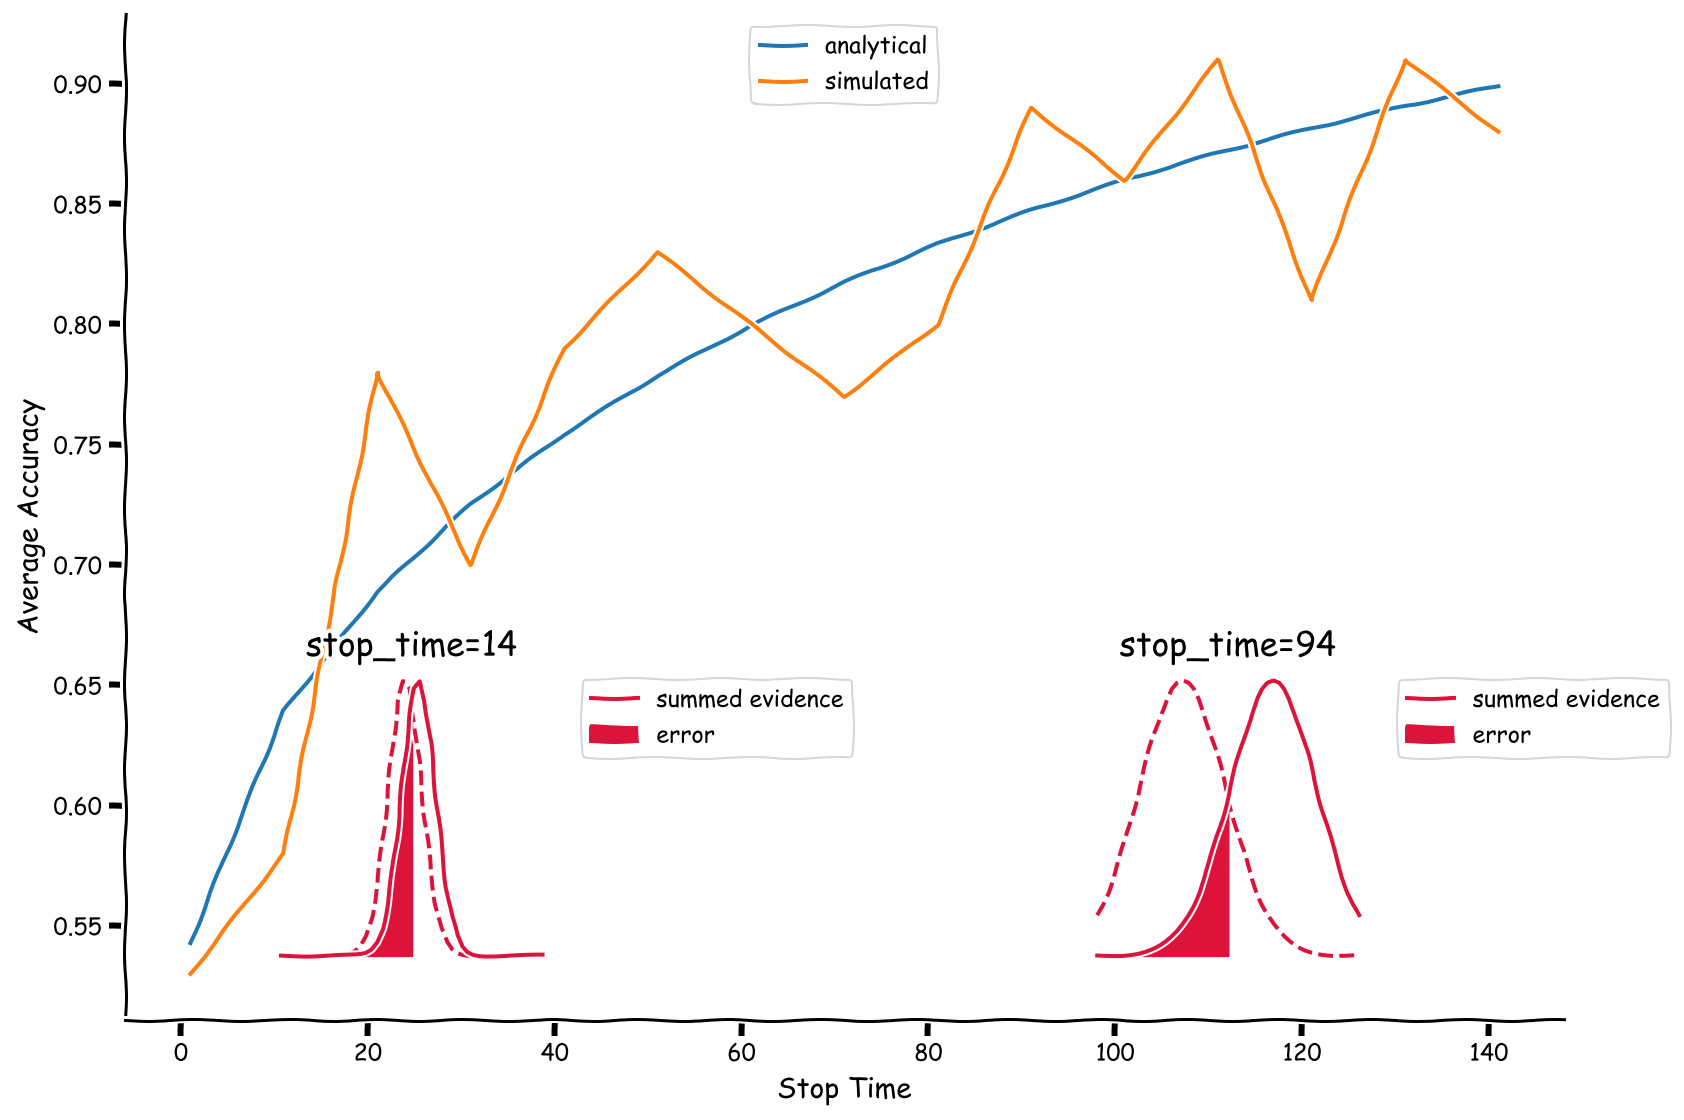 analytical
simulated
0.90
0.85
0.80
0.75
0.70
0.65
0.60
0.55
Average Accuracy
stop_time=14
summed evidence
error
stop_time=94
summed evidence
error
0 20 40 60 80 100 120 140
Stop Time